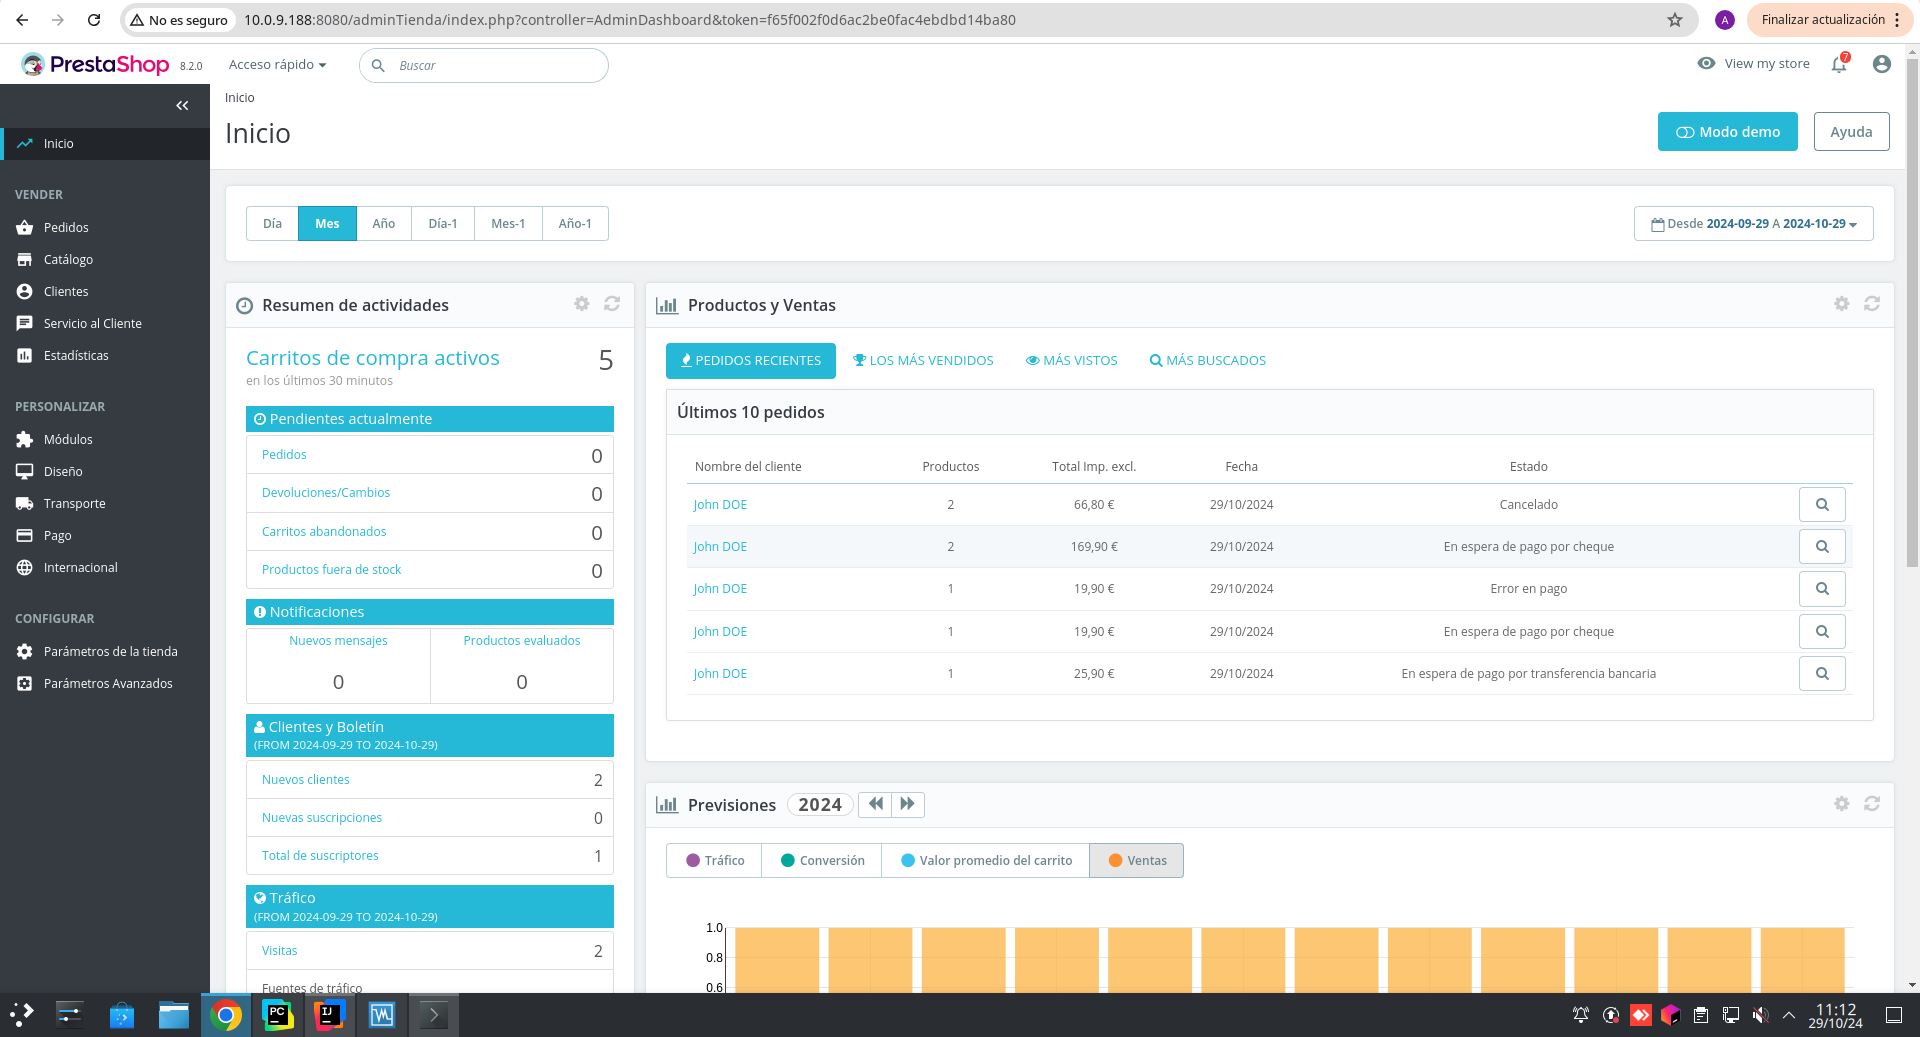 No es seguro
10.0.9.188:8080/adminTienda/index.php?controller=AdminDashboard&token=f65f002f0d6ac2be0fac4ebdbd14ba80
A
Finalizar actualización
PrestaShop 8.2.0
Acceso rápido
Buscar
View my store
7
Inicio
VENDER
Pedidos
Catálogo
Clientes
Servicio al Cliente
Estadísticas
PERSONALIZAR
Módulos
Diseño
Transporte
Pago
Internacional
CONFIGURAR
Parámetros de la tienda
Parámetros Avanzados
Inicio
Inicio
Modo demo
Ayuda
Día Mes Año Día-1 Mes-1 Año-1
Desde 2024-09-29 A 2024-10-29
Resumen de actividades
Carritos de compra activos 5
en los últimos 30 minutos
Pendientes actualmente
Pedidos 0
Devoluciones/Cambios 0
Carritos abandonados 0
Productos fuera de stock 0
Notificaciones
Nuevos mensajes Productos evaluados
0 0
Clientes y Boletín
(FROM 2024-09-29 TO 2024-10-29)
Nuevos clientes 2
Nuevas suscripciones 0
Total de suscriptores 1
Tráfico
(FROM 2024-09-29 TO 2024-10-29)
Visitas 2
Fuentes de tráfico
Productos y Ventas
PEDIDOS RECIENTES LOS MÁS VENDIDOS MÁS VISTOS MÁS BUSCADOS
Últimos 10 pedidos
Nombre del cliente Productos Total Imp. excl. Fecha Estado
John DOE 2 66,80 € 29/10/2024 Cancelado
John DOE 2 169,90 € 29/10/2024 En espera de pago por cheque
John DOE 1 19,90 € 29/10/2024 Error en pago
John DOE 1 19,90 € 29/10/2024 En espera de pago por cheque
John DOE 1 25,90 € 29/10/2024 En espera de pago por transferencia bancaria
Previsiones 2024
Tráfico Conversión Valor promedio del carrito Ventas
1.0
0.8
0.6
PC
IJ
11:12
29/10/24